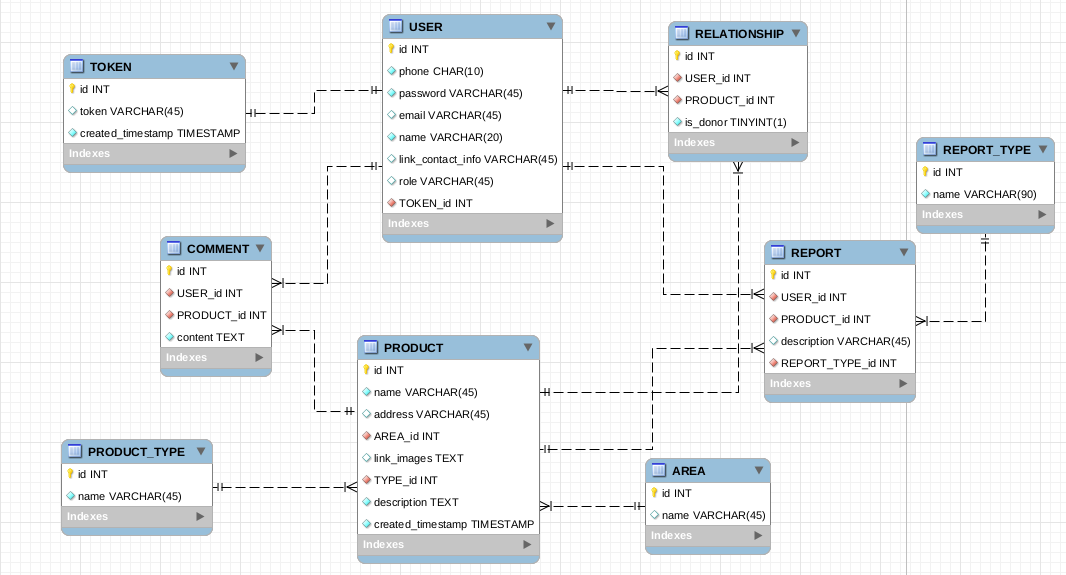 TOKEN
id INT
token VARCHAR(45)
created_timestamp TIMESTAMP
Indexes
USER
id INT
phone CHAR(10)
password VARCHAR(45)
email VARCHAR(45)
name VARCHAR(20)
link_contact_info VARCHAR(45)
role VARCHAR(45)
TOKEN_id INT
Indexes
RELATIONSHIP
id INT
USER_id INT
PRODUCT_id INT
is_donor TINYINT(1)
Indexes
REPORT_TYPE
id INT
name VARCHAR(90)
Indexes
COMMENT
id INT
USER_id INT
PRODUCT_id INT
content TEXT
Indexes
REPORT
id INT
USER_id INT
PRODUCT_id INT
description VARCHAR(45)
REPORT_TYPE_id INT
Indexes
PRODUCT
id INT
name VARCHAR(45)
address VARCHAR(45)
AREA_id INT
link_images TEXT
TYPE_id INT
description TEXT
created_timestamp TIMESTAMP
Indexes
PRODUCT_TYPE
id INT
name VARCHAR(45)
Indexes
AREA
id INT
name VARCHAR(45)
Indexes